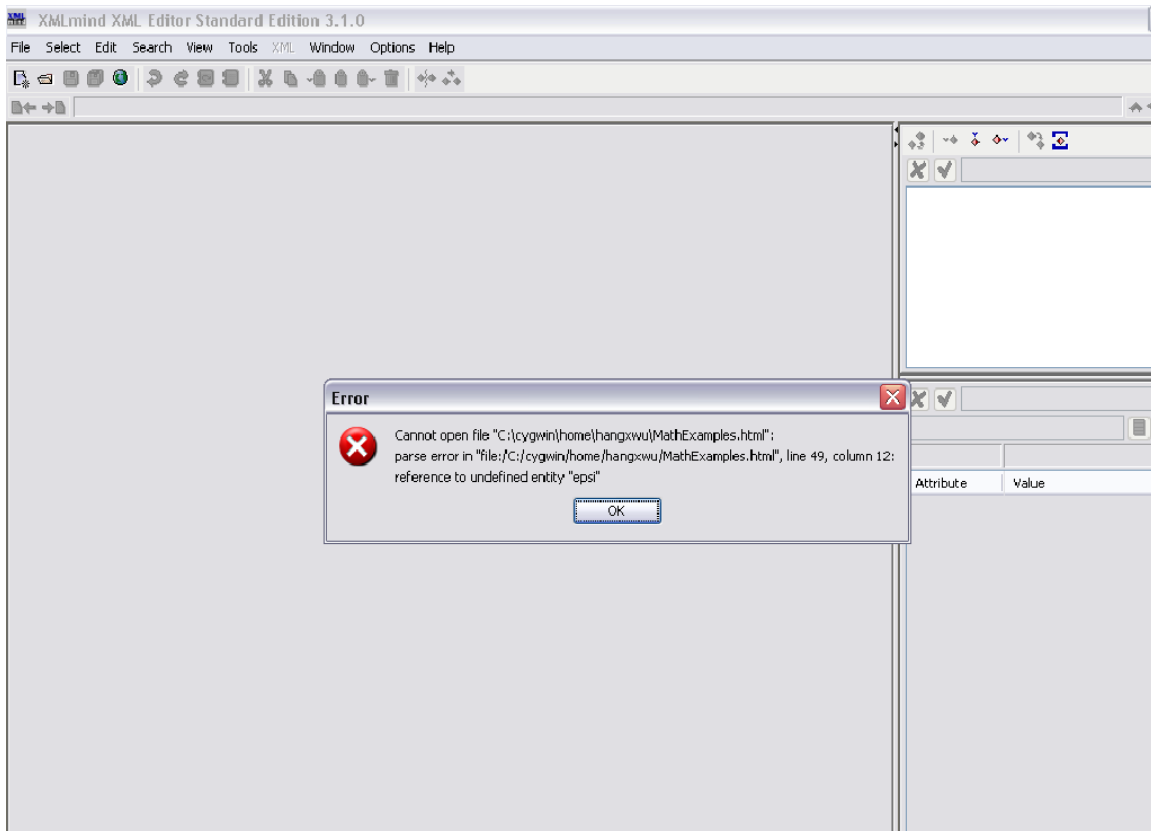 XMLmind XML Editor Standard Edition 3.1.0
File Select Edit Search View Tools XML Window Options Help
Error
Cannot open file "C:\cygwin\home\hangxwu\MathExamples.html":
parse error in "file:/C:/cygwin/home/hangxwu/MathExamples.html", line 49, column 12:
reference to undefined entity "epsi"
OK
Attribute Value